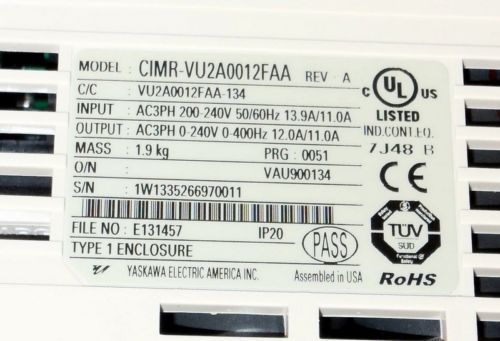 MODEL : CIMR-VU2A0012FAA REV : A
C/C : VU2A0012FAA-134
INPUT : AC3PH 200-240V 50/60Hz 13.9A/11.0A
OUTPUT : AC3PH 0-240V 0-400Hz 12.0A/11.0A
MASS : 1.9 kg PRG : 0051
O/N : VAU900134
S/N : 1W1335266970011
FILE NO : E131457 IP20
TYPE 1 ENCLOSURE
PASS
YASKAWA ELECTRIC AMERICA INC. Assembled in USA
C UL US
LISTED
IND.CONT.EQ.
7J48 B
CE
TÜV
SÜD
Functional
Safety
RoHS